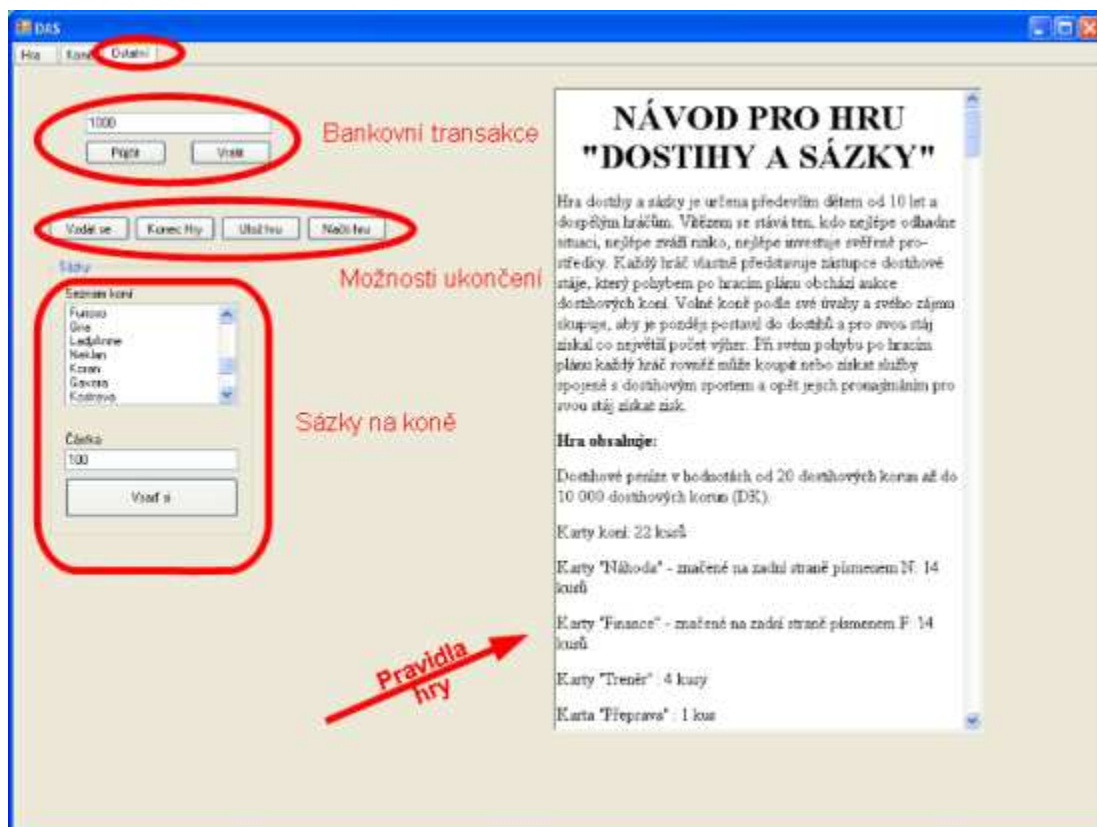 DAS
Hra Koně Ostatní
1000
Bankovní transakce
Půjčit Vrátit
Vzdát se Konec Hry Ulož hru Načti hru
Možnosti ukončení
Sázky
Seznam koní
Furioso
Gira
LadyAnne
Neklan
Koran
Gavora
Kostrava
Sázky na koně
Částka
100
Vsaď si
Pravidla
hry
NÁVOD PRO HRU
"DOSTIHY A SÁZKY"
Hra dostihy a sázky je určena především dětem od 10 let a
dospělým hráčům. Vítězem se stává ten, kdo nejlépe odhadne
situaci, nejlépe zváží riziko, nejlépe investuje svěřené pro-
středky. Každý hráč vlastně představuje zástupce dostihové
stáje, který pohybem po hracím plánu obchází aukce
dostihových koní. Volné koně podle své úvahy a svého zájmu
skupuje, aby je později postavil do dostihů a pro svou stáj
získal co největší počet výher. Při svém pohybu po hracím
plánu každý hráč rovněž může koupit nebo získat služby
spojené s dostihovým sportem a opět jejich pronajímáním pro
svou stáj získat zisk.
Hra obsahuje:
Dostihové peníze v hodnotách od 20 dostihových korun až do
10 000 dostihových korun (DK).
Karty koní: 22 kusů
Karty "Náhoda" - značené na zadní straně písmenem N: 14
kusů
Karty "Finance" - značené na zadní straně písmenem F: 14
kusů
Karty "Trenér" : 4 kusy
Karta "Přeprava" : 1 kus